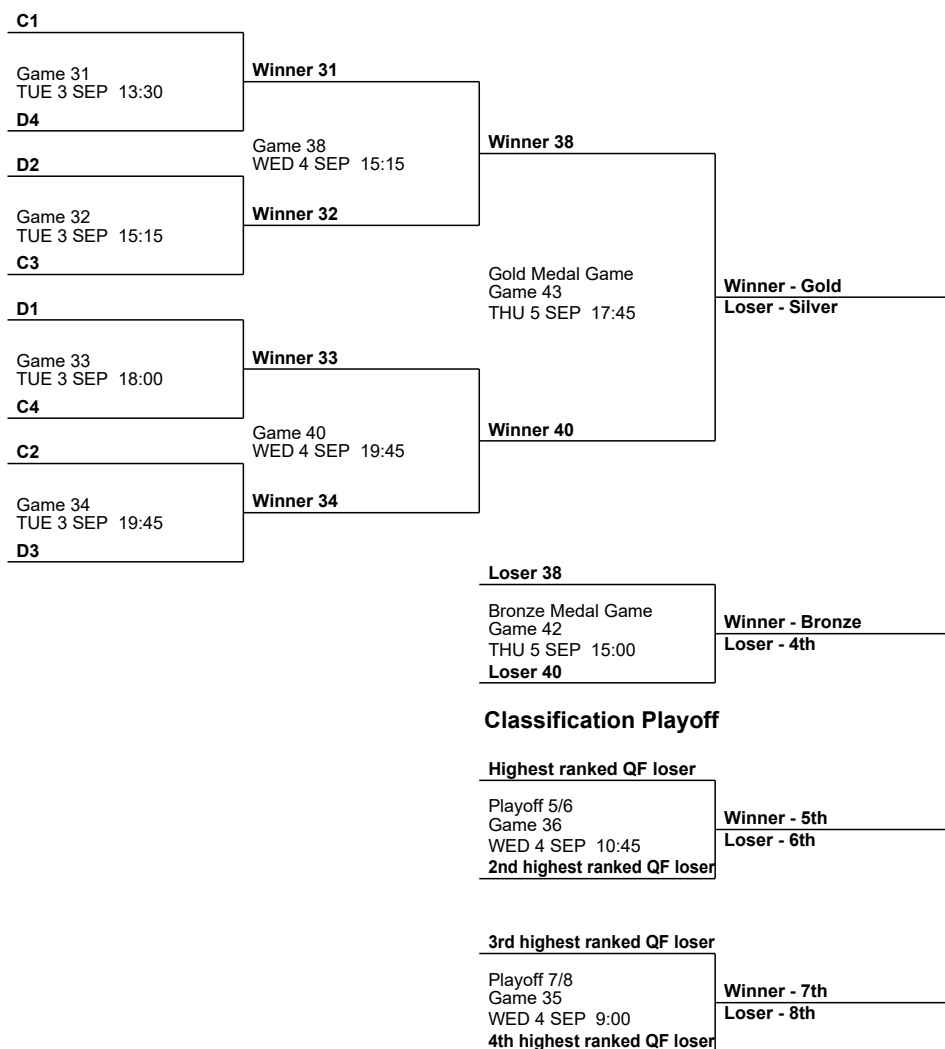 C1
Game 31
TUE 3 SEP 13:30
D4
Winner 31
Game 38
WED 4 SEP 15:15
D2
Game 32
TUE 3 SEP 15:15
C3
Winner 32
Winner 38
Gold Medal Game
Game 43
THU 5 SEP 17:45
Winner - Gold
Loser - Silver
D1
Game 33
TUE 3 SEP 18:00
C4
Winner 33
Game 40
WED 4 SEP 19:45
Winner 40
C2
Game 34
TUE 3 SEP 19:45
D3
Winner 34
Loser 38
Bronze Medal Game
Game 42
THU 5 SEP 15:00
Loser 40
Winner - Bronze
Loser - 4th
Classification Playoff
Highest ranked QF loser
Playoff 5/6
Game 36
WED 4 SEP 10:45
2nd highest ranked QF loser
Winner - 5th
Loser - 6th
3rd highest ranked QF loser
Playoff 7/8
Game 35
WED 4 SEP 9:00
4th highest ranked QF loser
Winner - 7th
Loser - 8th